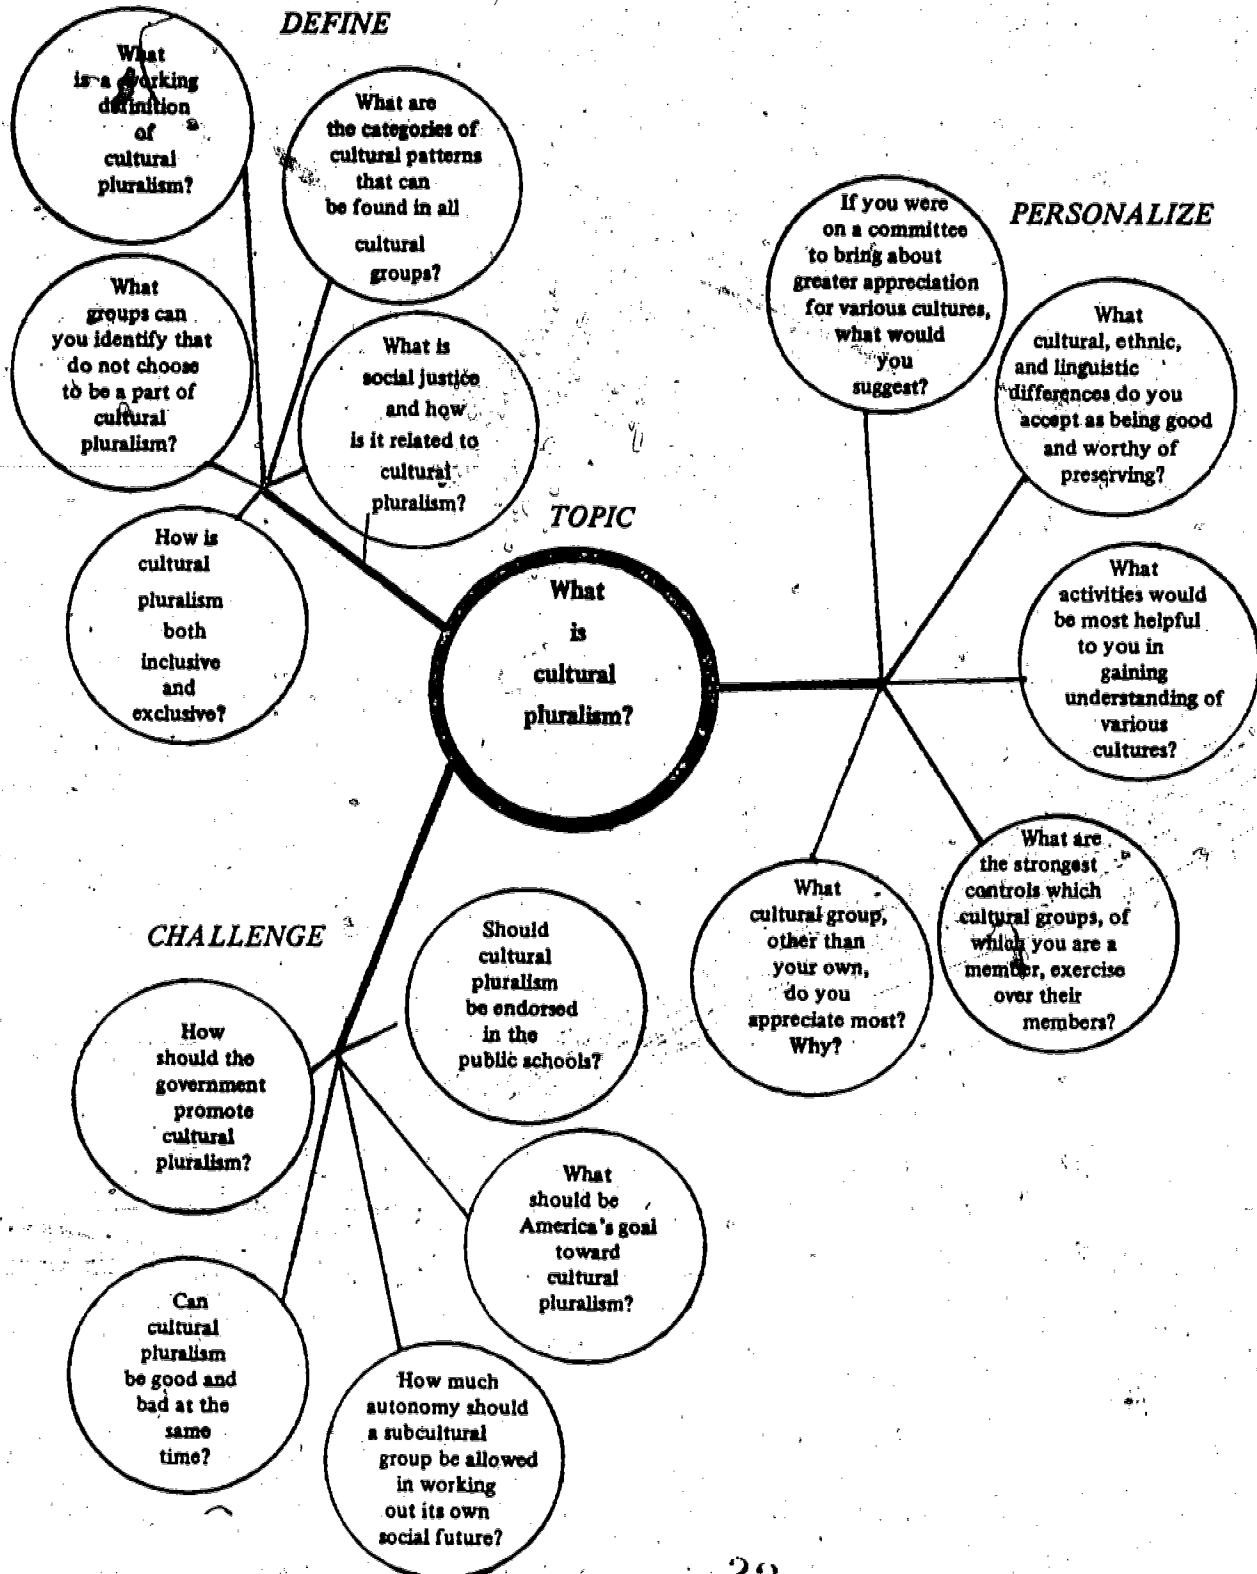 DEFINE
What
is a working
definition
of
cultural
pluralism?
What are
the categories of
cultural patterns
that can
be found in all
cultural
groups?
What
groups can
you identify that
do not choose
to be a part of
cultural
pluralism?
What is
social justice
and how
is it related to
cultural
pluralism?
How is
cultural
pluralism
both
inclusive
and
exclusive?
TOPIC
What
is
cultural
pluralism?
PERSONALIZE
If you were
on a committee
to bring about
greater appreciation
for various cultures,
what would
you
suggest?
What
cultural, ethnic,
and linguistic
differences do you
accept as being good
and worthy of
preserving?
What
activities would
be most helpful
to you in
gaining
understanding of
various
cultures?
What are
the strongest
controls which
cultural groups, of
which you are a
member, exercise
over their
members?
What
cultural group,
other than
your own,
do you
appreciate most?
Why?
CHALLENGE
Should
cultural
pluralism
be endorsed
in the
public schools?
How
should the
government
promote
cultural
pluralism?
What
should be
America's goal
toward
cultural
pluralism?
Can
cultural
pluralism
be good and
bad at the
same
time?
How much
autonomy should
a subcultural
group be allowed
in working
out its own
social future?